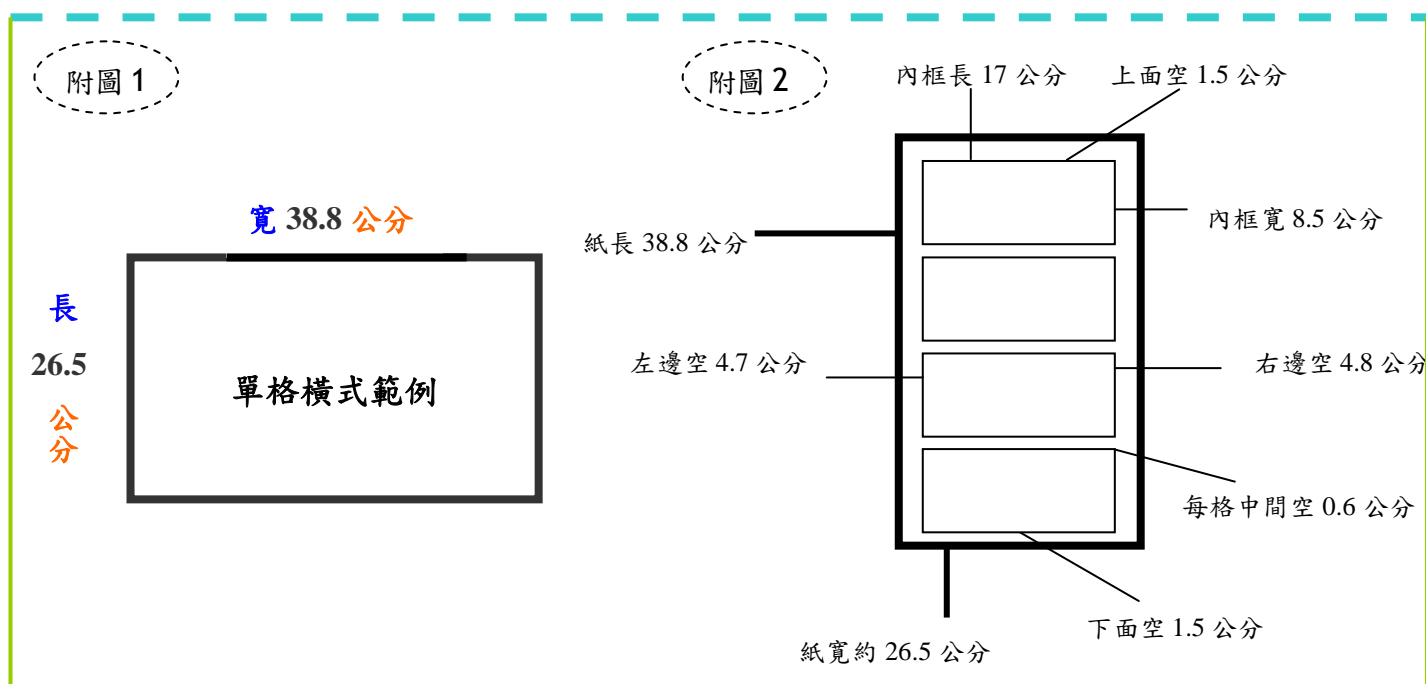 附圖 1
寬 38.8 公分
長
26.5
公
分
單格橫式範例
附圖 2
內框長 17 公分
上面空 1.5 公分
內框寬 8.5 公分
紙長 38.8 公分
左邊空 4.7 公分
右邊空 4.8 公分
每格中間空 0.6 公分
下面空 1.5 公分
紙寬約 26.5 公分